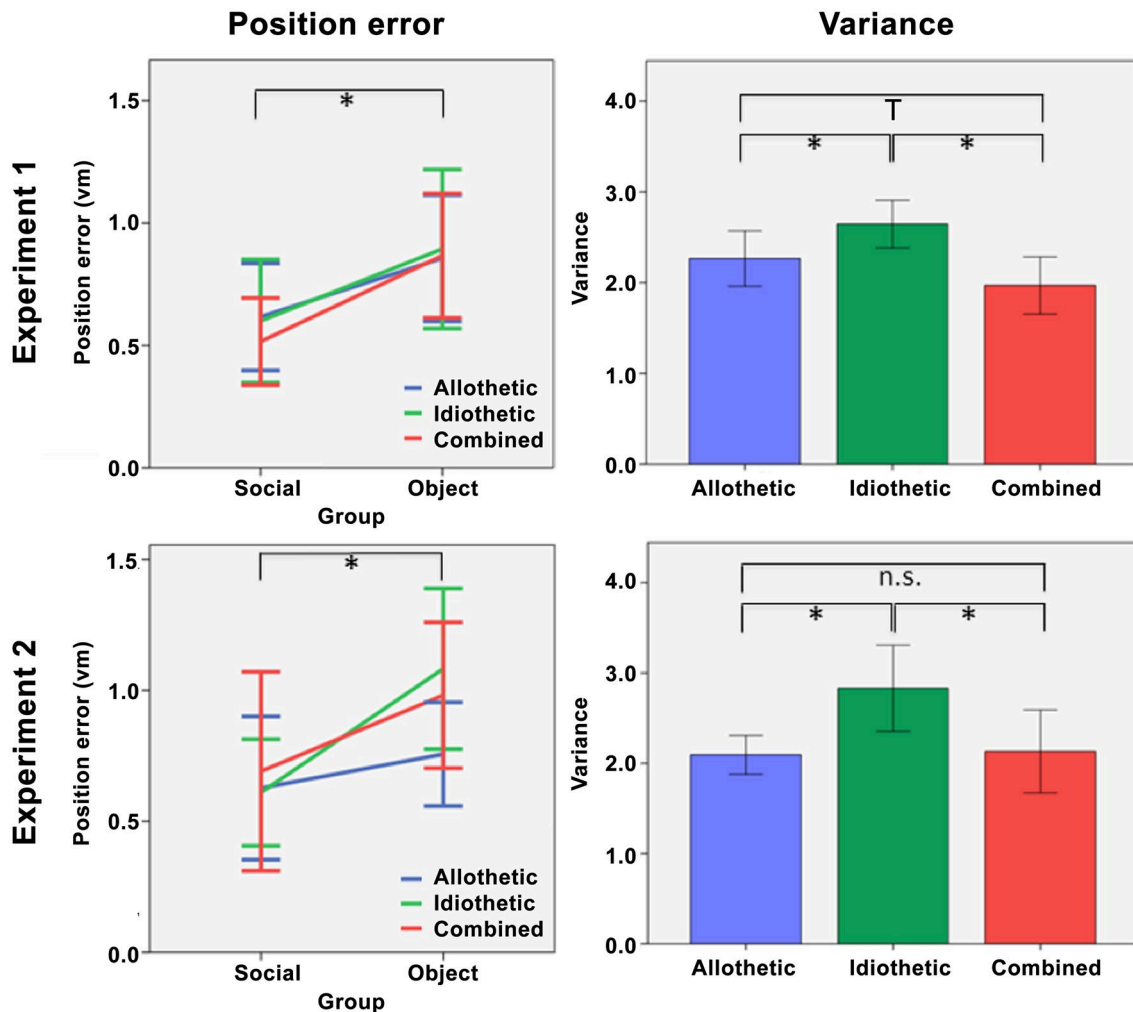 Position error
Variance
Experiment 1
Position error (vm)
1.5
1.0
0.5
0.0
*
Allothetic
Idiothetic
Combined
Social
Object
Group
Variance
4.0
3.0
2.0
1.0
0.0
T
*
*
Allothetic
Idiothetic
Combined
Experiment 2
Position error (vm)
1.5
1.0
0.5
0.0
*
Allothetic
Idiothetic
Combined
Social
Object
Group
Variance
4.0
3.0
2.0
1.0
0.0
n.s.
*
*
Allothetic
Idiothetic
Combined